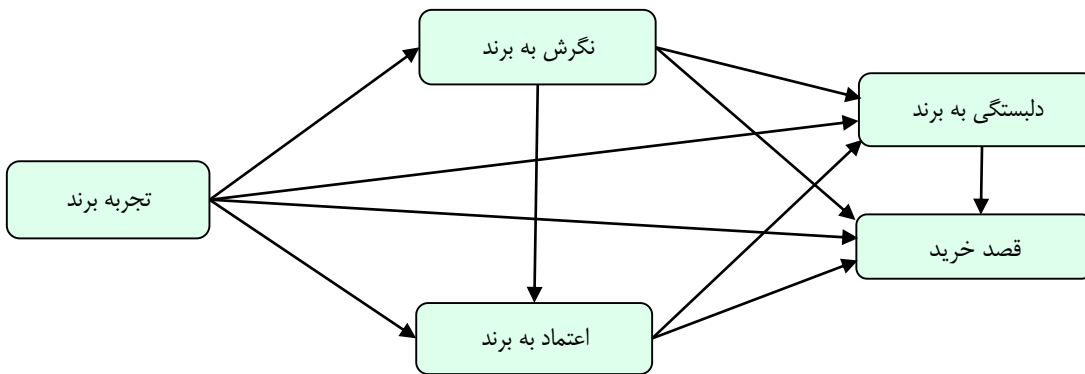 نگرش به برند
دلبستگی به برند
تجربه برند
قصد خرید
اعتماد به برند